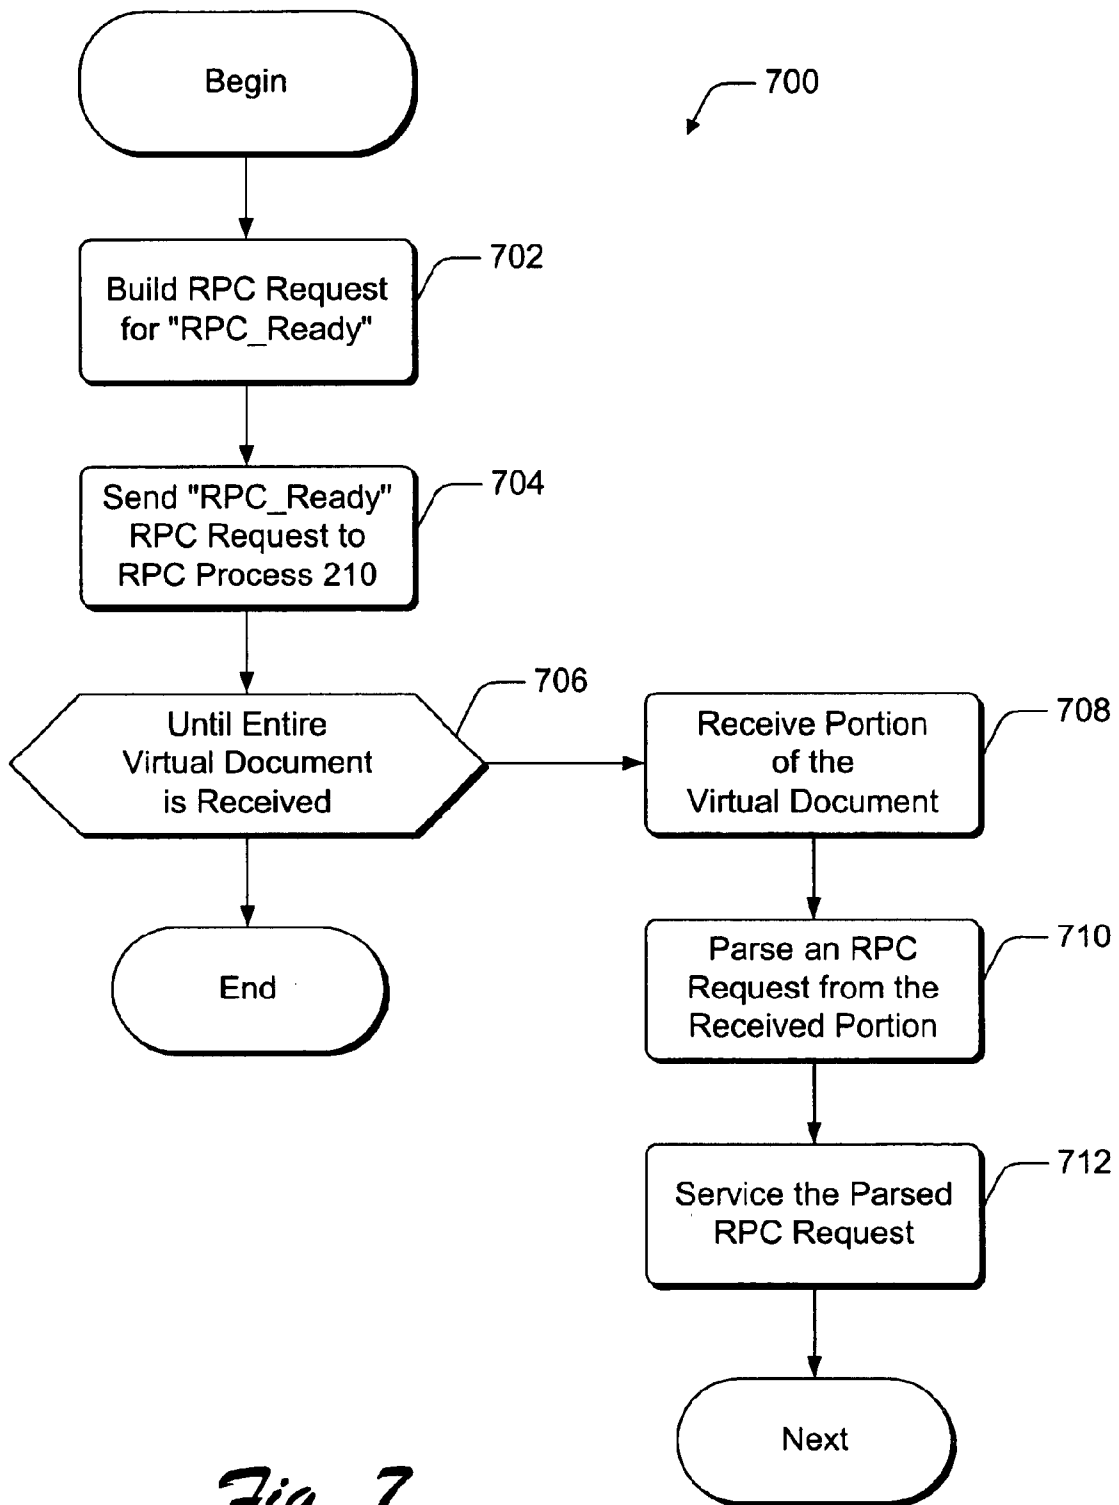 Begin
700
702
Build RPC Request
for "RPC_Ready"
704
Send "RPC_Ready"
RPC Request to
RPC Process 210
706
Until Entire
Virtual Document
is Received
708
Receive Portion
of the
Virtual Document
End
710
Parse an RPC
Request from the
Received Portion
712
Service the Parsed
RPC Request
Next
Fig. 7